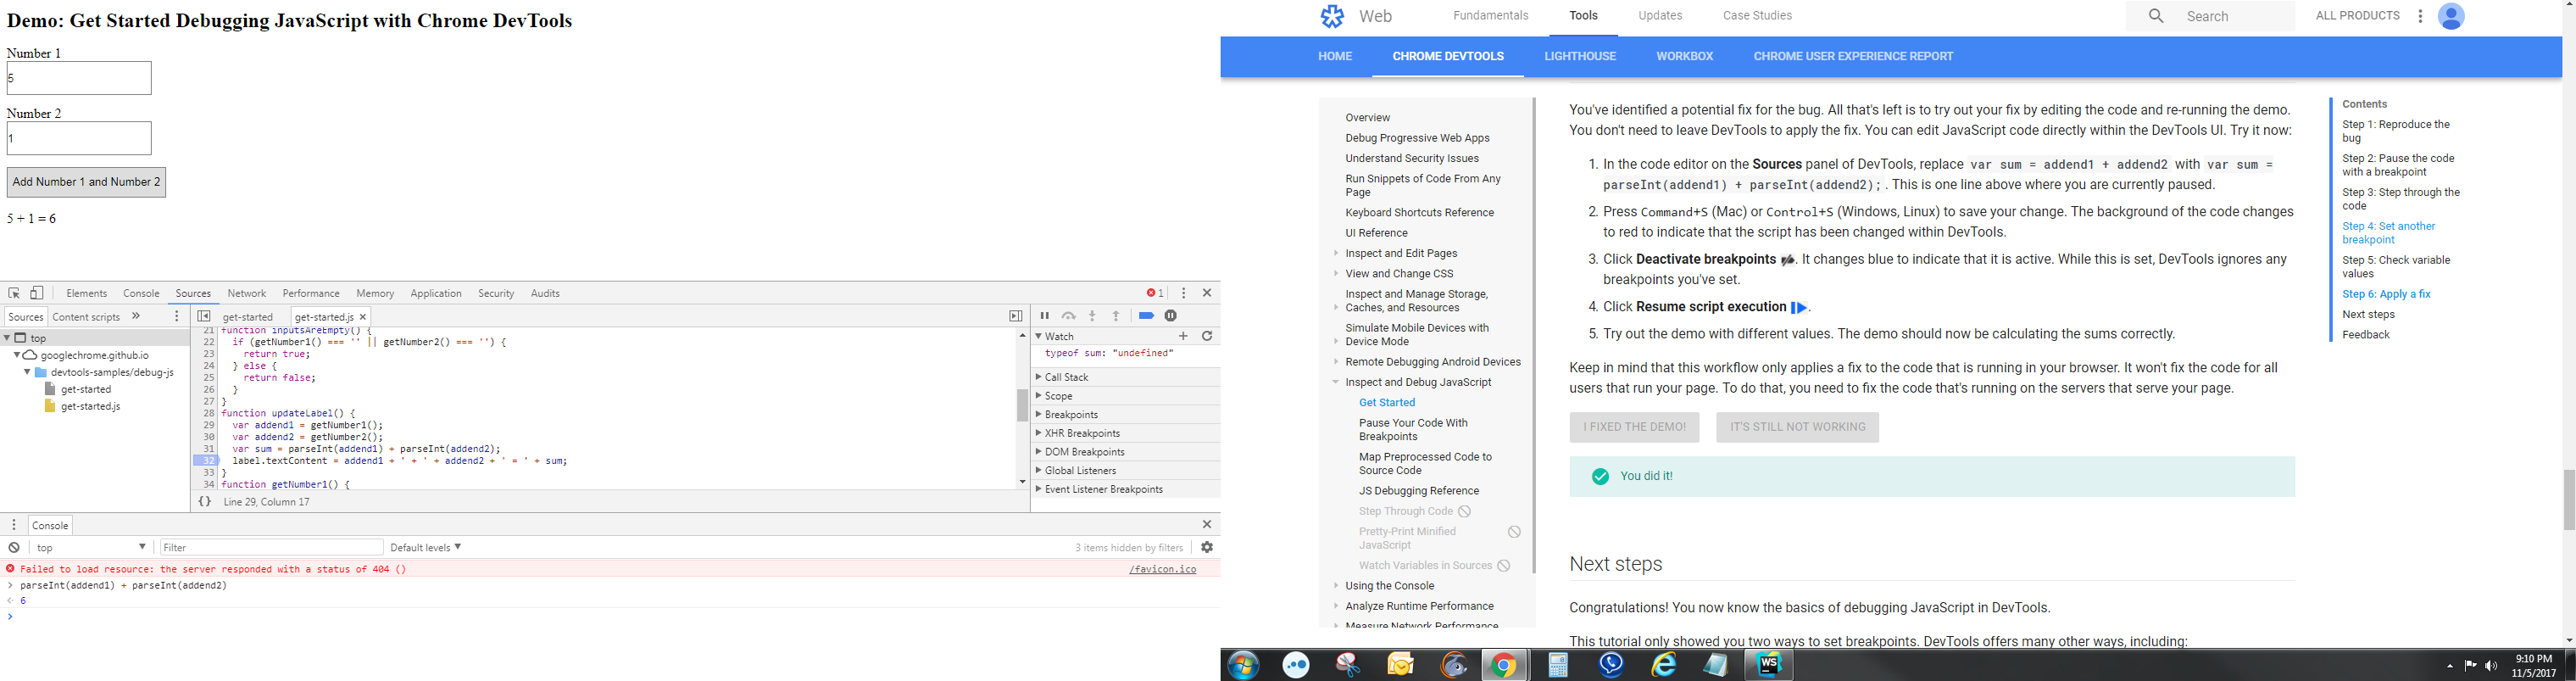 Demo: Get Started Debugging JavaScript with Chrome DevTools
Number 1
5
Number 2
1
Add Number 1 and Number 2
5 + 1 = 6
Elements Console Sources Network Performance Memory Application Security Audits 1
Sources Content scripts »
top
googlechrome.github.io
devtools-samples/debug-js
get-started
get-started.js
get-started get-started.js ×
21 function inputsAreEmpty() {
22 if (getNumber1() === '' || getNumber2() === '') {
23 return true;
24 } else {
25 return false;
26 }
27 }
28 function updateLabel() {
29 var addend1 = getNumber1();
30 var addend2 = getNumber2();
31 var sum = parseInt(addend1) + parseInt(addend2);
32 label.textContent = addend1 + ' + ' + addend2 + ' = ' + sum;
33 }
34 function getNumber1() {
{} Line 29, Column 17
Watch
typeof sum: "undefined"
Call Stack
Scope
Breakpoints
XHR Breakpoints
DOM Breakpoints
Global Listeners
Event Listener Breakpoints
Console
top Filter Default levels 3 items hidden by filters
Failed to load resource: the server responded with a status of 404 () /favicon.ico
> parseInt(addend1) + parseInt(addend2)
6
>
Web Fundamentals Tools Updates Case Studies Search ALL PRODUCTS
HOME CHROME DEVTOOLS LIGHTHOUSE WORKBOX CHROME USER EXPERIENCE REPORT
Overview
Debug Progressive Web Apps
Understand Security Issues
Run Snippets of Code From Any
Page
Keyboard Shortcuts Reference
UI Reference
Inspect and Edit Pages
View and Change CSS
Inspect and Manage Storage,
Caches, and Resources
Simulate Mobile Devices with
Device Mode
Remote Debugging Android Devices
Inspect and Debug JavaScript
Get Started
Pause Your Code With
Breakpoints
Map Preprocessed Code to
Source Code
JS Debugging Reference
Step Through Code
Pretty-Print Minified
JavaScript
Watch Variables in Sources
Using the Console
Analyze Runtime Performance
Measure Network Performance
You've identified a potential fix for the bug. All that's left is to try out your fix by editing the code and re-running the demo.
You don't need to leave DevTools to apply the fix. You can edit JavaScript code directly within the DevTools UI. Try it now:
1. In the code editor on the Sources panel of DevTools, replace var sum = addend1 + addend2 with var sum =
parseInt(addend1) + parseInt(addend2); . This is one line above where you are currently paused.
2. Press Command+S (Mac) or Control+S (Windows, Linux) to save your change. The background of the code changes
to red to indicate that the script has been changed within DevTools.
3. Click Deactivate breakpoints . It changes blue to indicate that it is active. While this is set, DevTools ignores any
breakpoints you've set.
4. Click Resume script execution .
5. Try out the demo with different values. The demo should now be calculating the sums correctly.
Keep in mind that this workflow only applies a fix to the code that is running in your browser. It won't fix the code for all
users that run your page. To do that, you need to fix the code that's running on the servers that serve your page.
I FIXED THE DEMO! IT'S STILL NOT WORKING
You did it!
Next steps
Congratulations! You now know the basics of debugging JavaScript in DevTools.
This tutorial only showed you two ways to set breakpoints. DevTools offers many other ways, including:
Contents
Step 1: Reproduce the
bug
Step 2: Pause the code
with a breakpoint
Step 3: Step through the
code
Step 4: Set another
breakpoint
Step 5: Check variable
values
Step 6: Apply a fix
Next steps
Feedback
WS
9:10 PM
11/5/2017